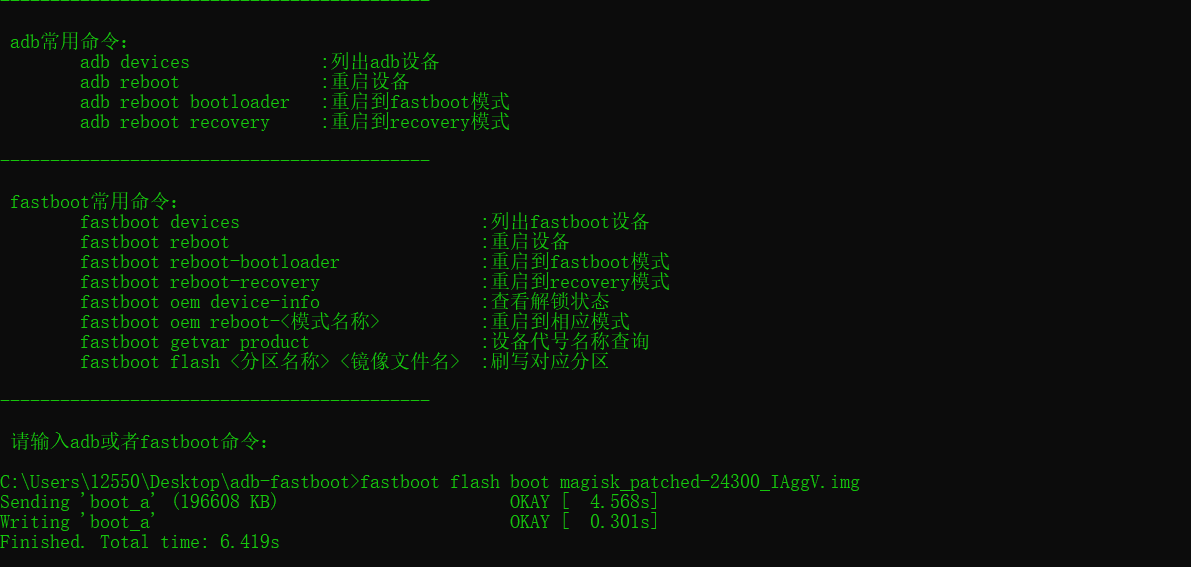 ------------------------------------------
adb常用命令:
adb devices :列出adb设备
adb reboot :重启设备
adb reboot bootloader :重启到fastboot模式
adb reboot recovery :重启到recovery模式
-------------------------------------------
fastboot常用命令:
fastboot devices :列出fastboot设备
fastboot reboot :重启设备
fastboot reboot-bootloader :重启到fastboot模式
fastboot reboot-recovery :重启到recovery模式
fastboot oem device-info :查看解锁状态
fastboot oem reboot-<模式名称> :重启到相应模式
fastboot getvar product :设备代号名称查询
fastboot flash <分区名称> <镜像文件名> :刷写对应分区
-------------------------------------------
请输入adb或者fastboot命令:
C:\Users\12550\Desktop\adb-fastboot>fastboot flash boot magisk_patched-24300_IAggV.img
Sending 'boot_a' (196608 KB) OKAY [ 4.568s]
Writing 'boot_a' OKAY [ 0.301s]
Finished. Total time: 6.419s